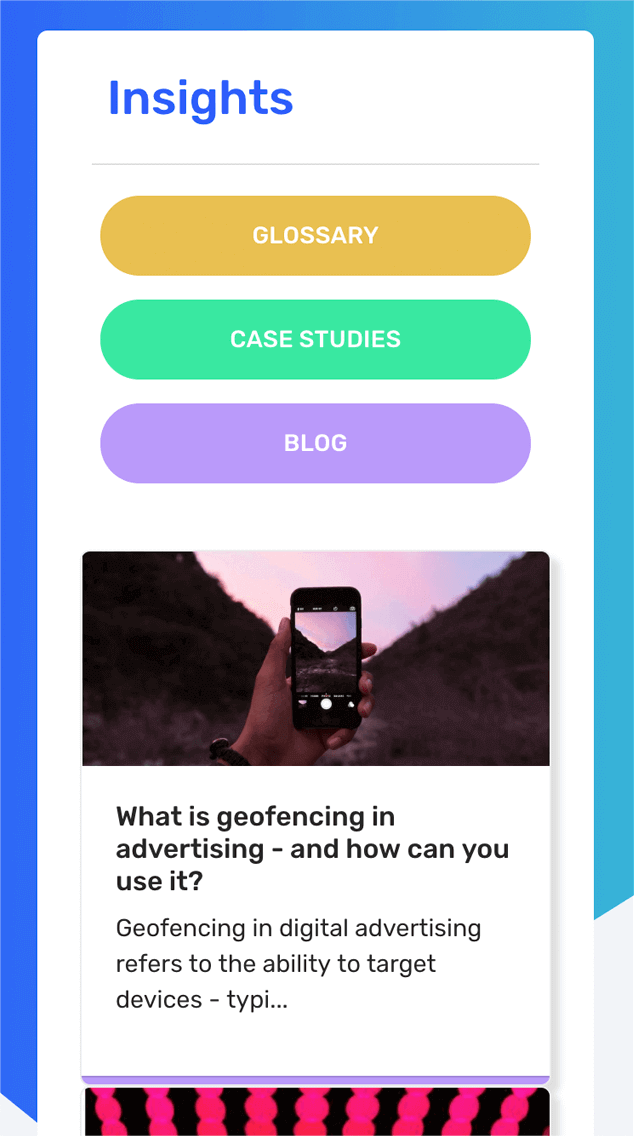 Insights
GLOSSARY
CASE STUDIES
BLOG
What is geofencing in
advertising - and how can you
use it?
Geofencing in digital advertising
refers to the ability to target
devices - typi...